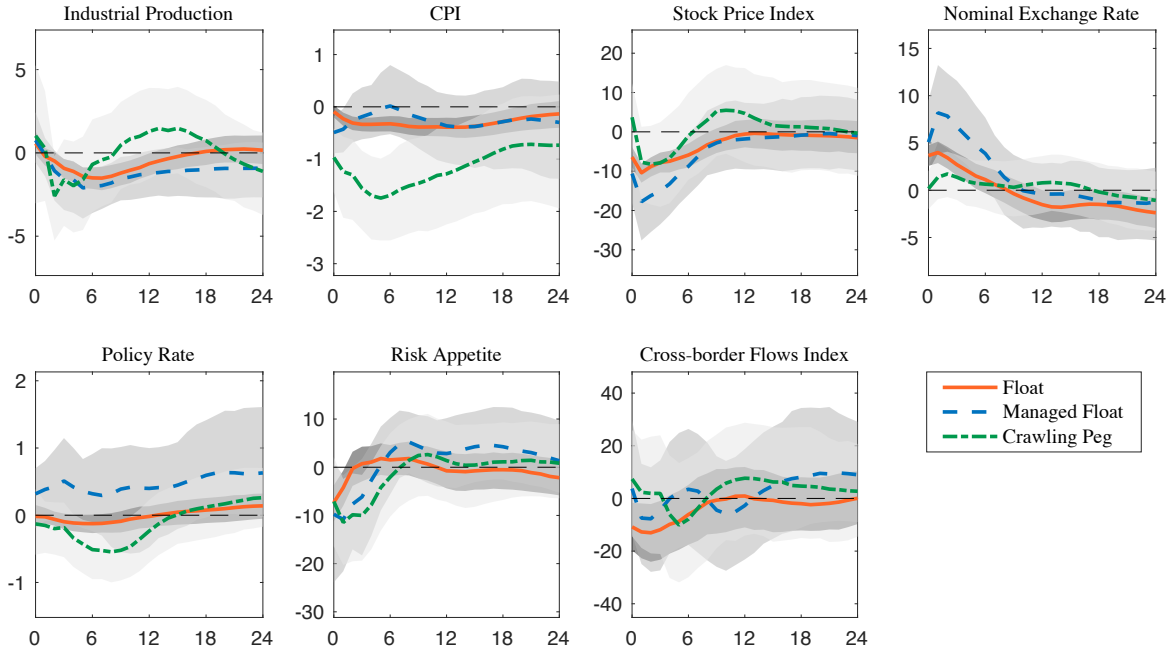 Industrial Production
CPI
Stock Price Index
Nominal Exchange Rate
5
0
-5
0 6 12 18 24
1
0
-1
-2
-3
0 6 12 18 24
20
10
0
-10
-20
-30
0 6 12 18 24
15
10
5
0
-5
0 6 12 18 24
Policy Rate
Risk Appetite
Cross-border Flows Index
2
1
0
-1
0 6 12 18 24
10
0
-10
-20
-30
0 6 12 18 24
40
20
0
-20
-40
0 6 12 18 24
Float
Managed Float
Crawling Peg